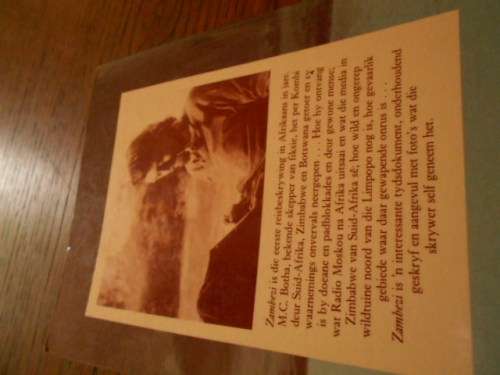 Zambezi is die eerste reisbeskrywing in Afrikaans in jare.
M.C. Botha, bekende skepper van fiksie, het per Kombi
deur Suid-Afrika, Zimbabwe en Botswana getoer en sy
waarnemings onvervals neergepen . . . Hoe hy ontvang
is by doeane en padblokkades en deur gewone mense;
wat Radio Moskou na Afrika uitsaai en wat die media in
Zimbabwe van Suid-Afrika sê; hoe wild en ongerep
wildtuine noord van die Limpopo nog is, hoe gevaarlik
gebiede waar daar gewapende onrus is . . .
Zambezi is 'n interessante tydsdokument, onderhoudend
geskryf en aangevul met foto's wat die
skrywer self geneem het.